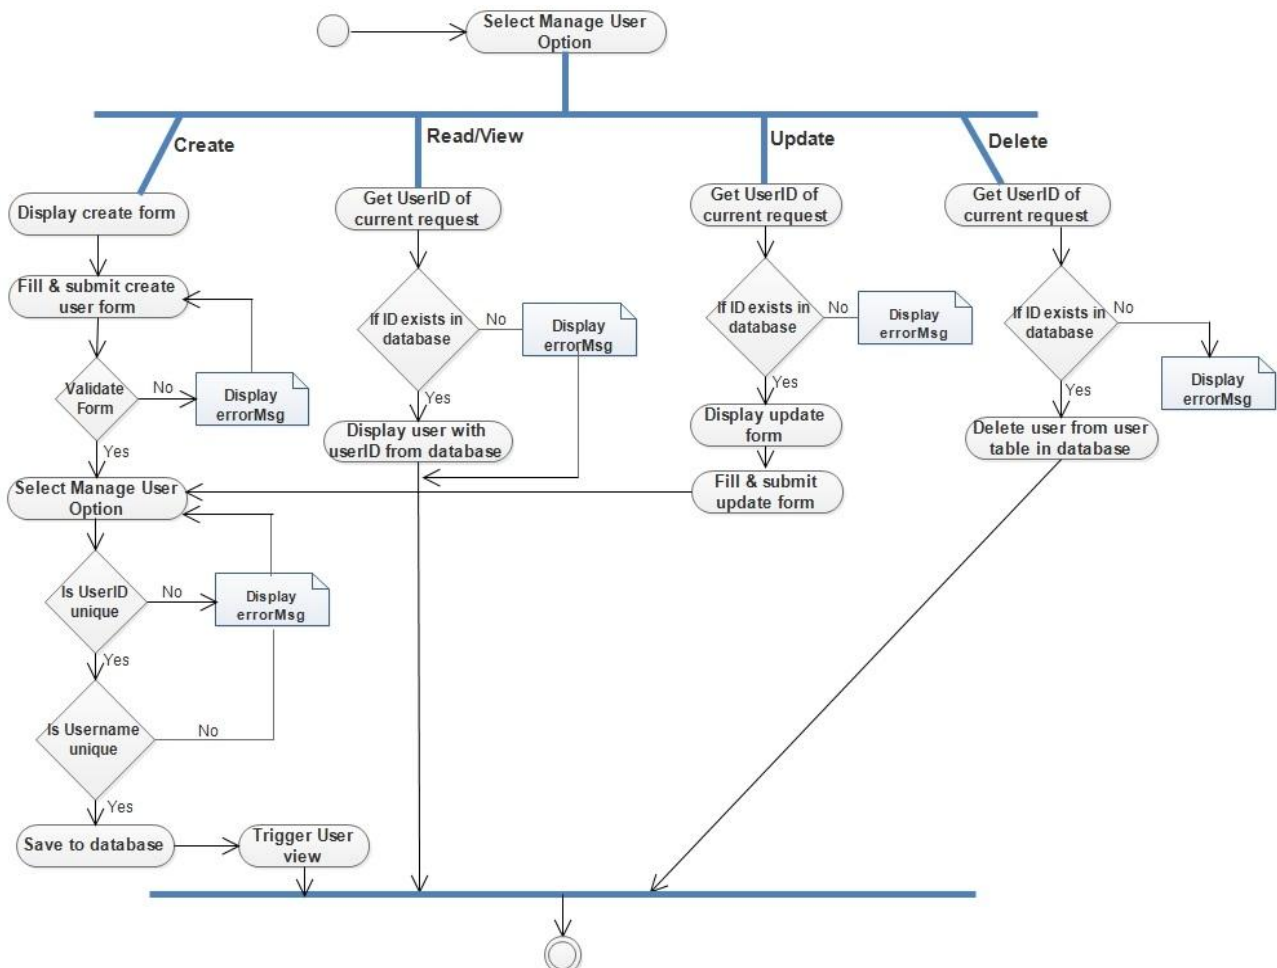 Select Manage User
Option
Create
Read/View
Update
Delete
Display create form
Get UserID of
current request
Get UserID of
current request
Get UserID of
current request
Fill & submit create
user form
If ID exists in
database
No
Display
errorMsg
If ID exists in
database
No
Display
errorMsg
If ID exists in
database
No
Display
errorMsg
Validate
Form
No
Display
errorMsg
Yes
Yes
Yes
Display user with
userID from database
Display update
form
Delete user from user
table in database
Yes
Select Manage User
Option
Fill & submit
update form
Is UserID
unique
No
Display
errorMsg
Yes
Is Username
unique
No
Yes
Save to database
Trigger User
view